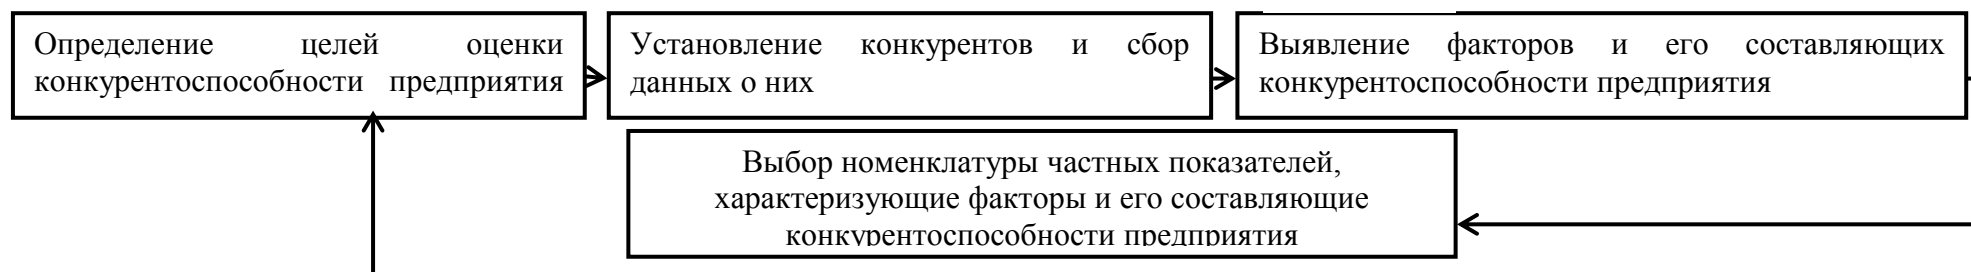 Определение целей оценки
конкурентоспособности предприятия
Установление конкурентов и сбор
данных о них
Выявление факторов и его составляющих
конкурентоспособности предприятия
Выбор номенклатуры частных показателей,
характеризующие факторы и его составляющие
конкурентоспособности предприятия